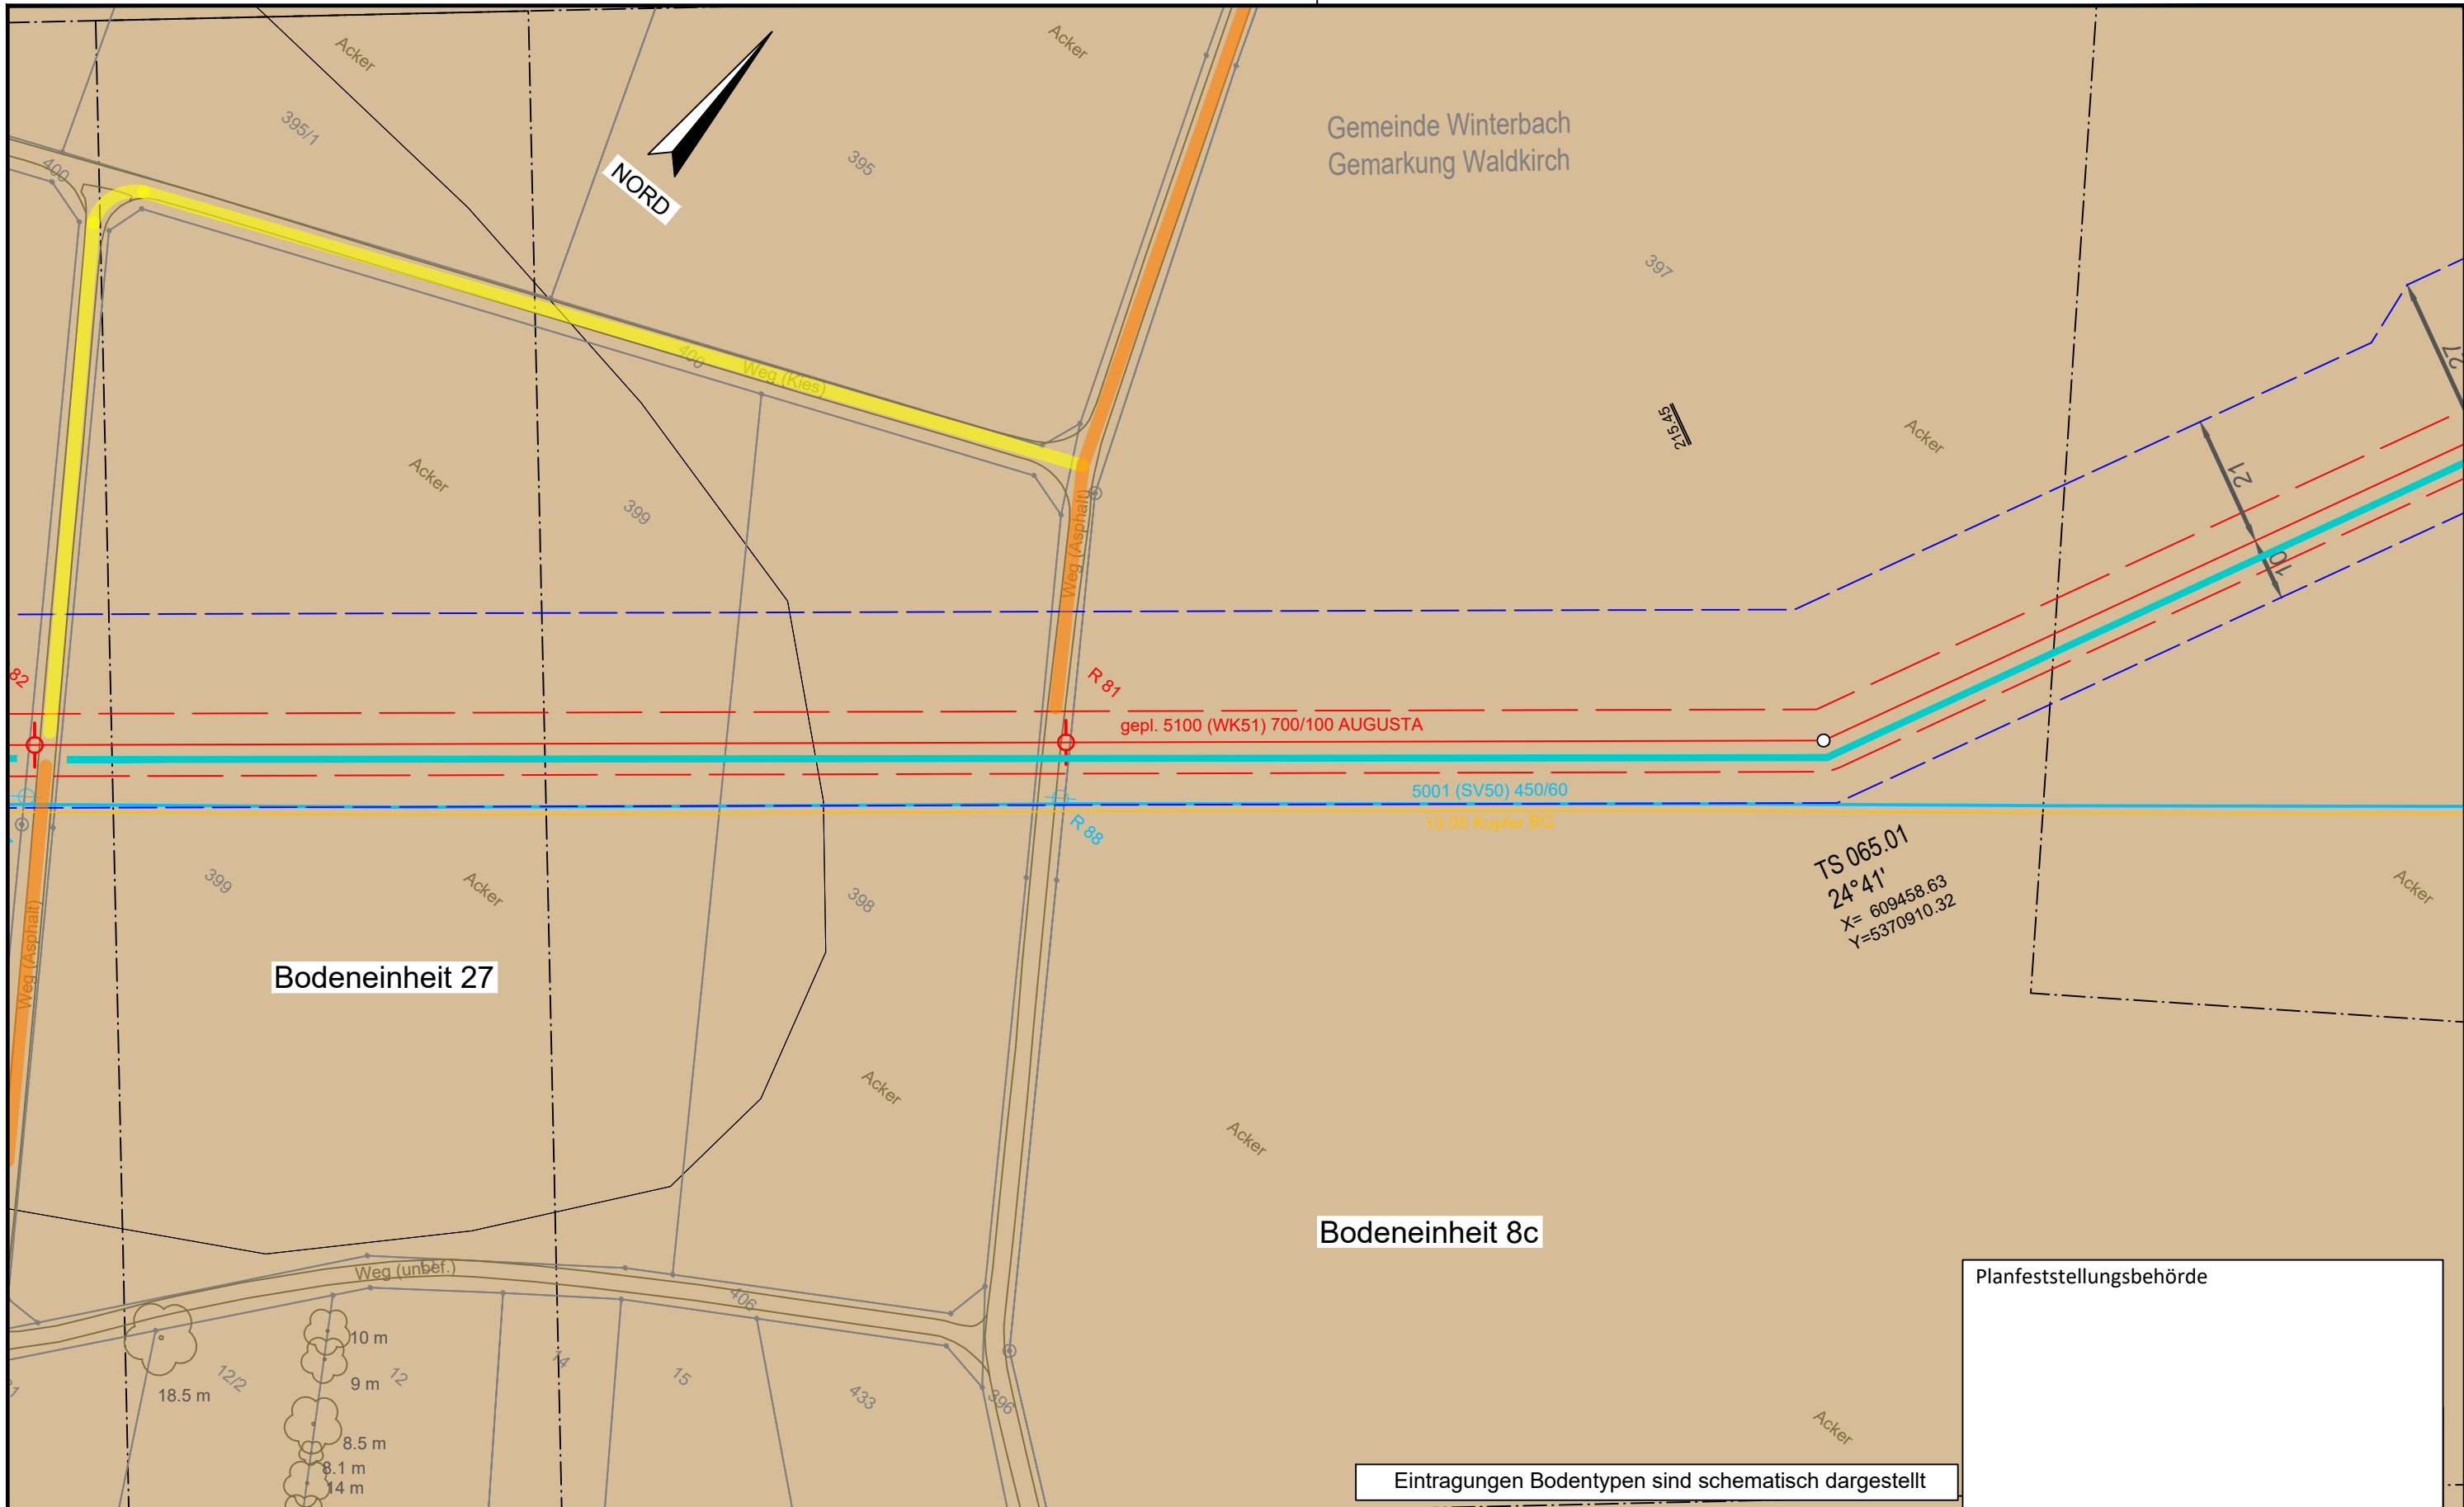 Acker
Acker
395/1
Gemeinde Winterbach
Gemarkung Waldkirch
400
395
NORD
397
27
400
Weg (Kies)
215.45
Acker
Acker
21
399
Weg (Asphalt)
10
82
R 81
gepl. 5100 (WK51) 700/100 AUGUSTA
5001 (SV50) 450/60
13.05 Kupfer BG
R 88
TS 065.01
24°41'
X= 609458.63
Y=5370910.32
399
Acker
398
Acker
Weg (Asphalt)
Bodeneinheit 27
Acker
Acker
Bodeneinheit 8c
Weg (unbef.)
Planfeststellungsbehörde
406
10 m
12/2
9 m
12
14
15
433
396
18.5 m
8.5 m
8.1 m
14 m
Acker
Eintragungen Bodentypen sind schematisch dargestellt